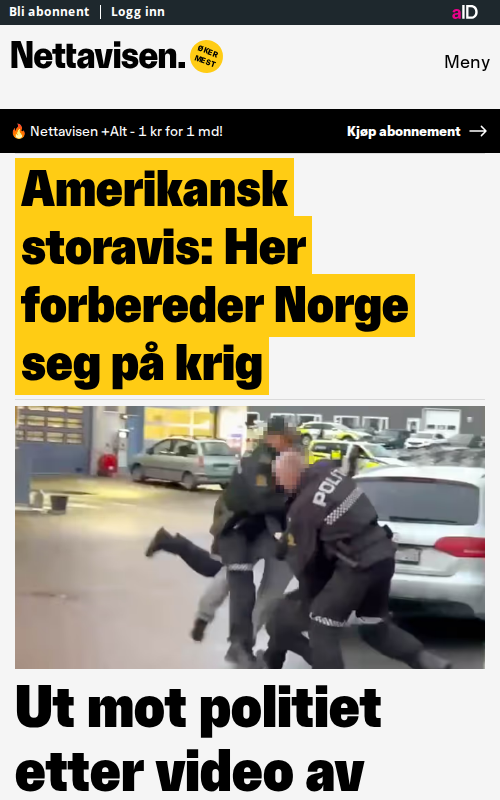 Bli abonnent
Logg inn
aID
Nettavisen.
ØKER
MEST
Meny
🔥 Nettavisen +Alt - 1 kr for 1 md!
Kjøp abonnement →
Amerikansk
storavis: Her
forbereder Norge
seg på krig
POLITI
Ut mot politiet
etter video av